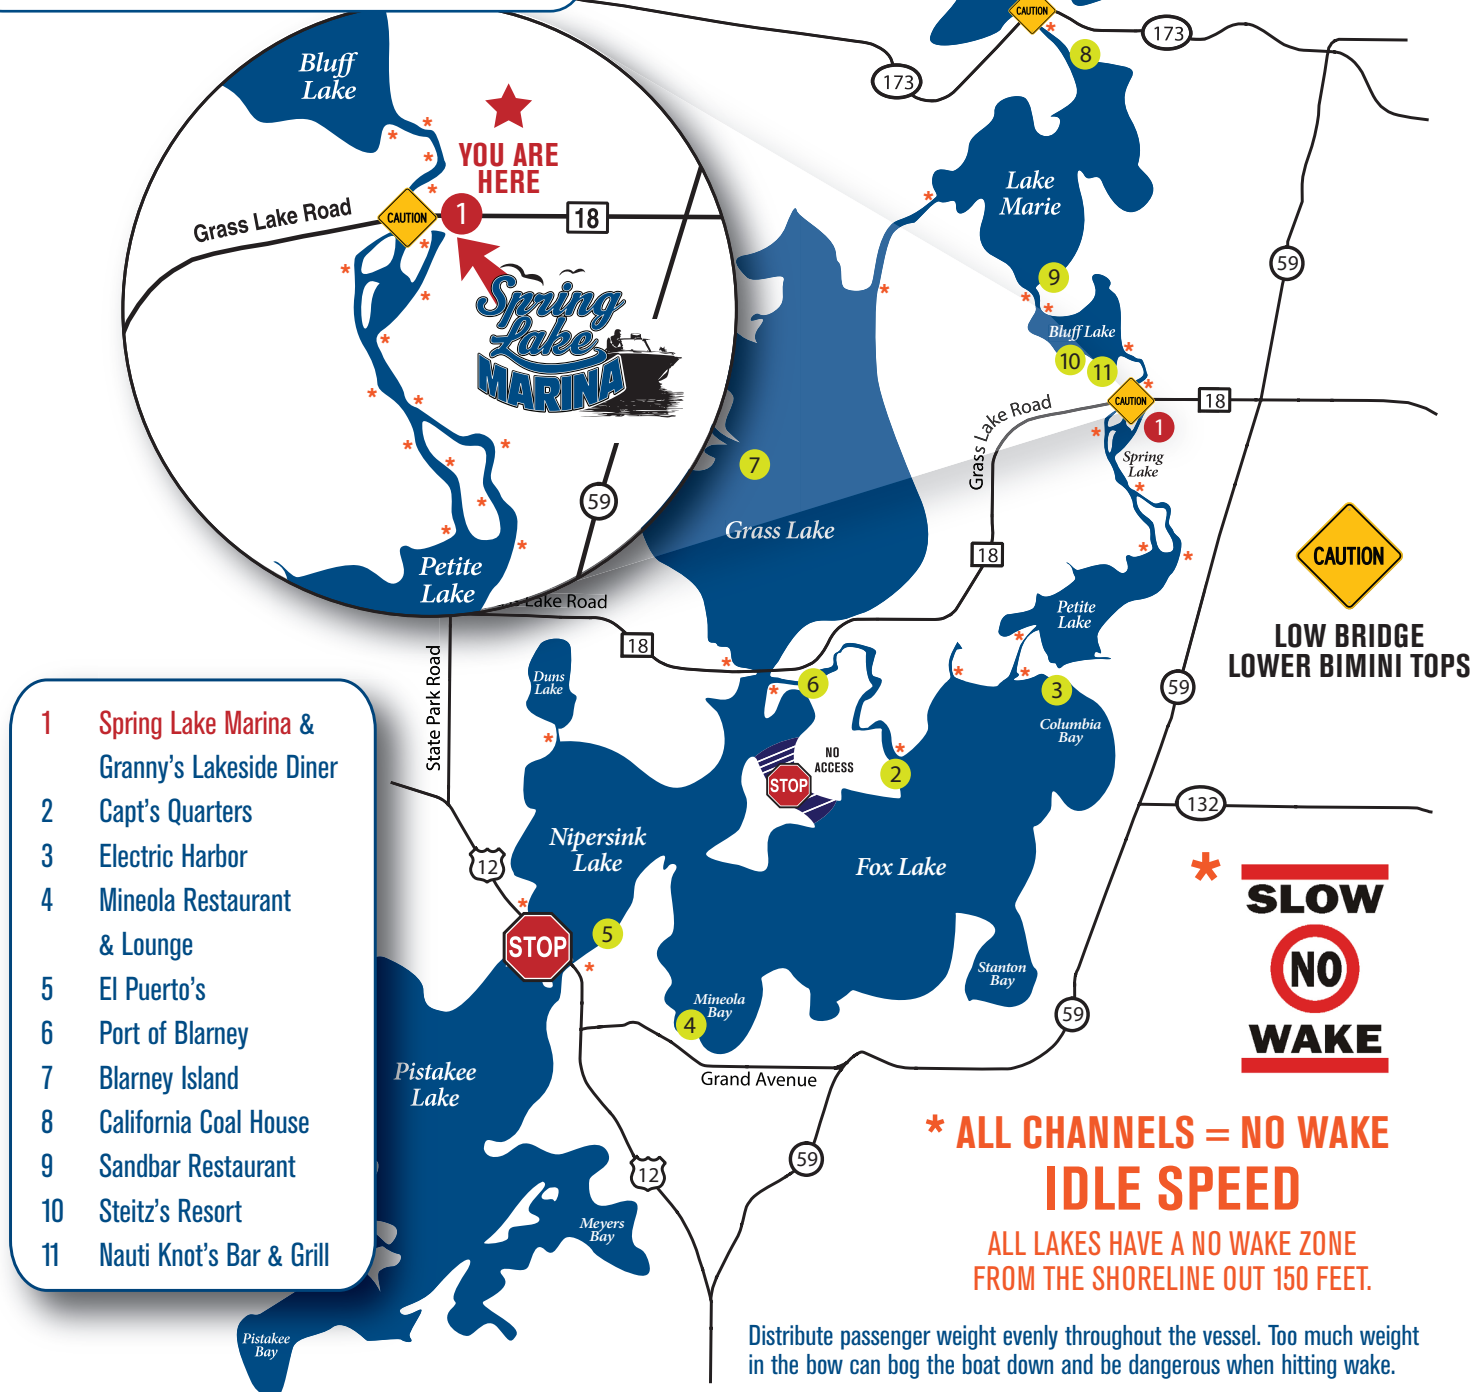 Bluff
Lake
YOU ARE
HERE
Grass Lake Road
CAUTION
1
18
Spring
Lake
MARINA
59
Petite
Lake
CAUTION
173
173
8
Lake
Marie
9
59
Bluff Lake
10
11
CAUTION
18
1
Grass Lake Road
Spring
Lake
7
Grass Lake
18
CAUTION
LOW BRIDGE
LOWER BIMINI TOPS
Petite
Lake
Lake Road
18
State Park Road
Duns
Lake
6
3
Columbia
Bay
59
NO
ACCESS
STOP
2
132
Nipersink
Lake
12
Fox Lake
STOP
5
Stanton
Bay
Mineola
Bay
4
59
Grand Avenue
Pistakee
Lake
12
59
Meyers
Bay
Pistakee
Bay
1 Spring Lake Marina &
Granny's Lakeside Diner
2 Capt's Quarters
3 Electric Harbor
4 Mineola Restaurant
& Lounge
5 El Puerto's
6 Port of Blarney
7 Blarney Island
8 California Coal House
9 Sandbar Restaurant
10 Steitz's Resort
11 Nauti Knot's Bar & Grill
* SLOW
NO
WAKE
* ALL CHANNELS = NO WAKE
IDLE SPEED
ALL LAKES HAVE A NO WAKE ZONE
FROM THE SHORELINE OUT 150 FEET.
Distribute passenger weight evenly throughout the vessel. Too much weight
in the bow can bog the boat down and be dangerous when hitting wake.